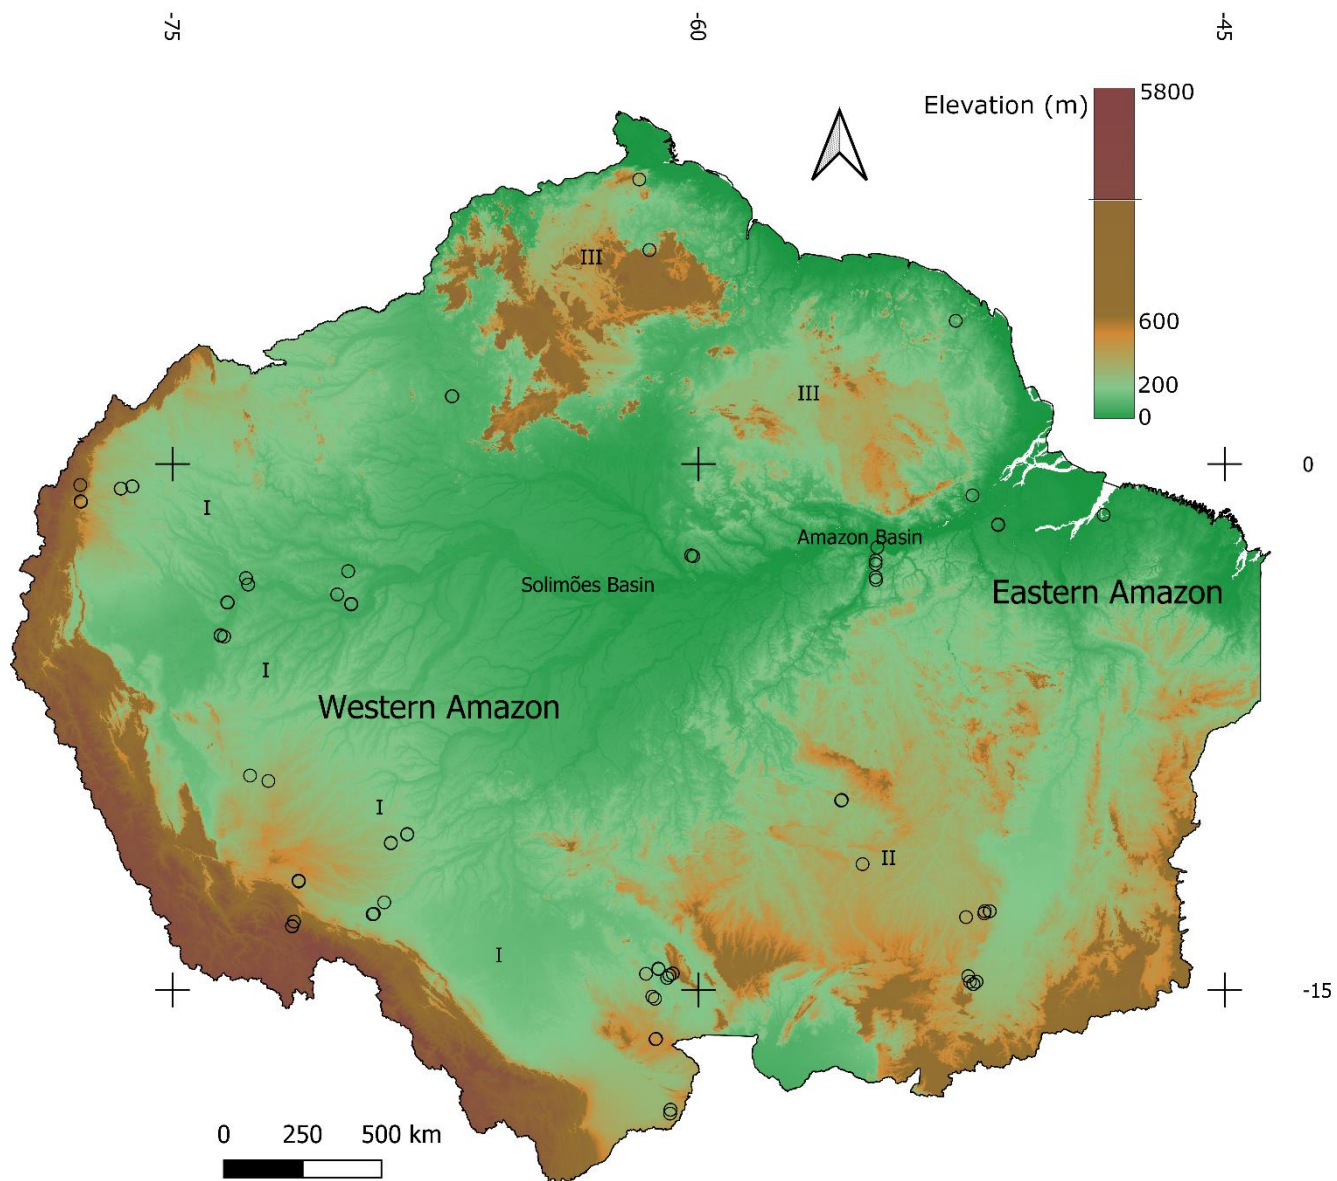 -75
-60
-45
Elevation (m)
5800
600
200
0
III
III
0
I
Amazon Basin
Solimões Basin
Eastern Amazon
I
Western Amazon
I
II
I
-15
0 250 500 km